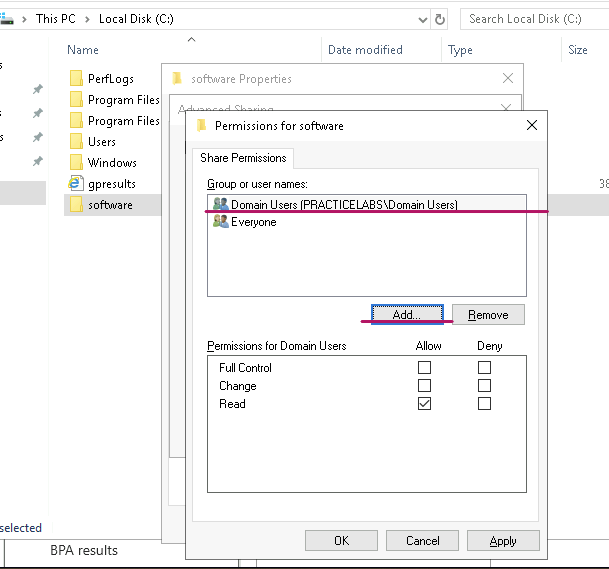 This PC > Local Disk (C:)
Search Local Disk (C:)
Name
Date modified
Type
Size
PerfLogs
Program Files
Program Files
Users
Windows
gpresults
38
software
software Properties
Advanced Sharing
Permissions for software
Share Permissions
Group or user names:
Domain Users (PRACTICELABS\Domain Users)
Everyone
Add...
Remove
Permissions for Domain Users
Allow
Deny
Full Control
Change
Read
OK
Cancel
Apply
selected
BPA results